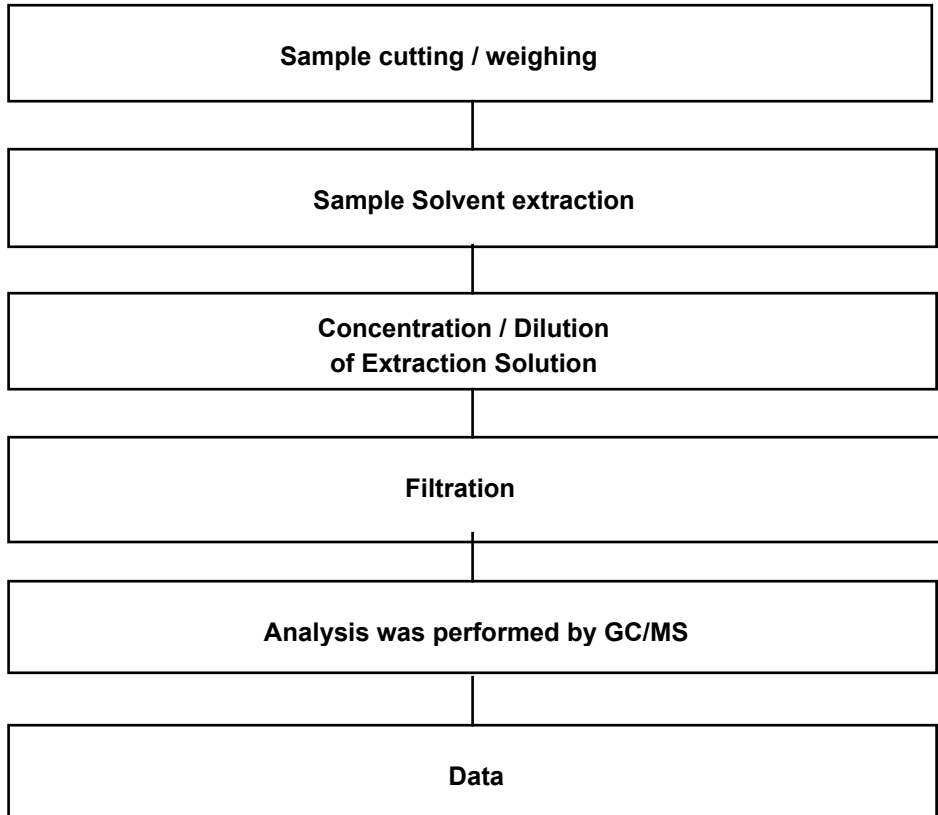 Sample cutting / weighing
Sample Solvent extraction
Concentration / Dilution
of Extraction Solution
Filtration
Analysis was performed by GC/MS
Data